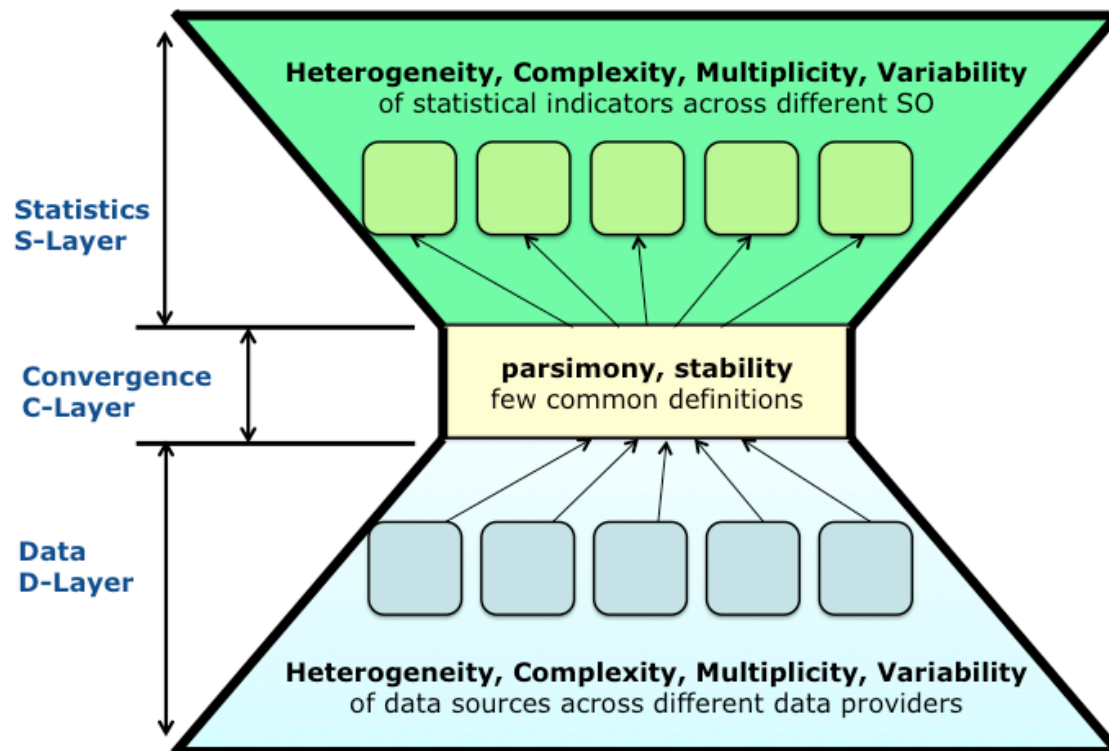 Heterogeneity, Complexity, Multiplicity, Variability
of statistical indicators across different SO
Statistics
S-Layer
parsimony, stability
few common definitions
Convergence
C-Layer
Data
D-Layer
Heterogeneity, Complexity, Multiplicity, Variability
of data sources across different data providers